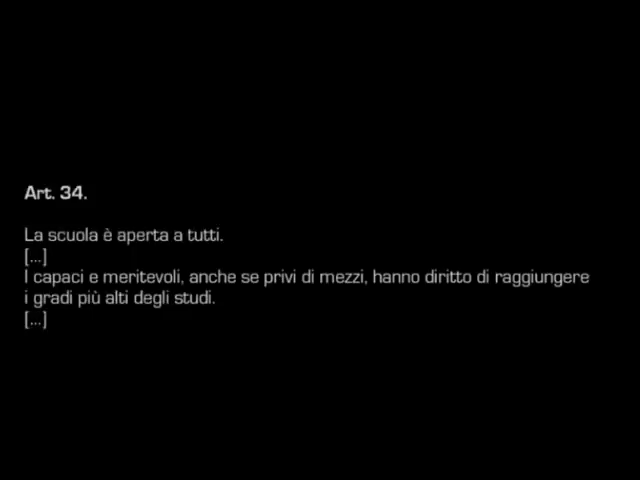 Art. 34.
La scuola è aperta a tutti.
[...]
I capaci e meritevoli, anche se privi di mezzi, hanno diritto di raggiungere
i gradi più alti degli studi.
[...]